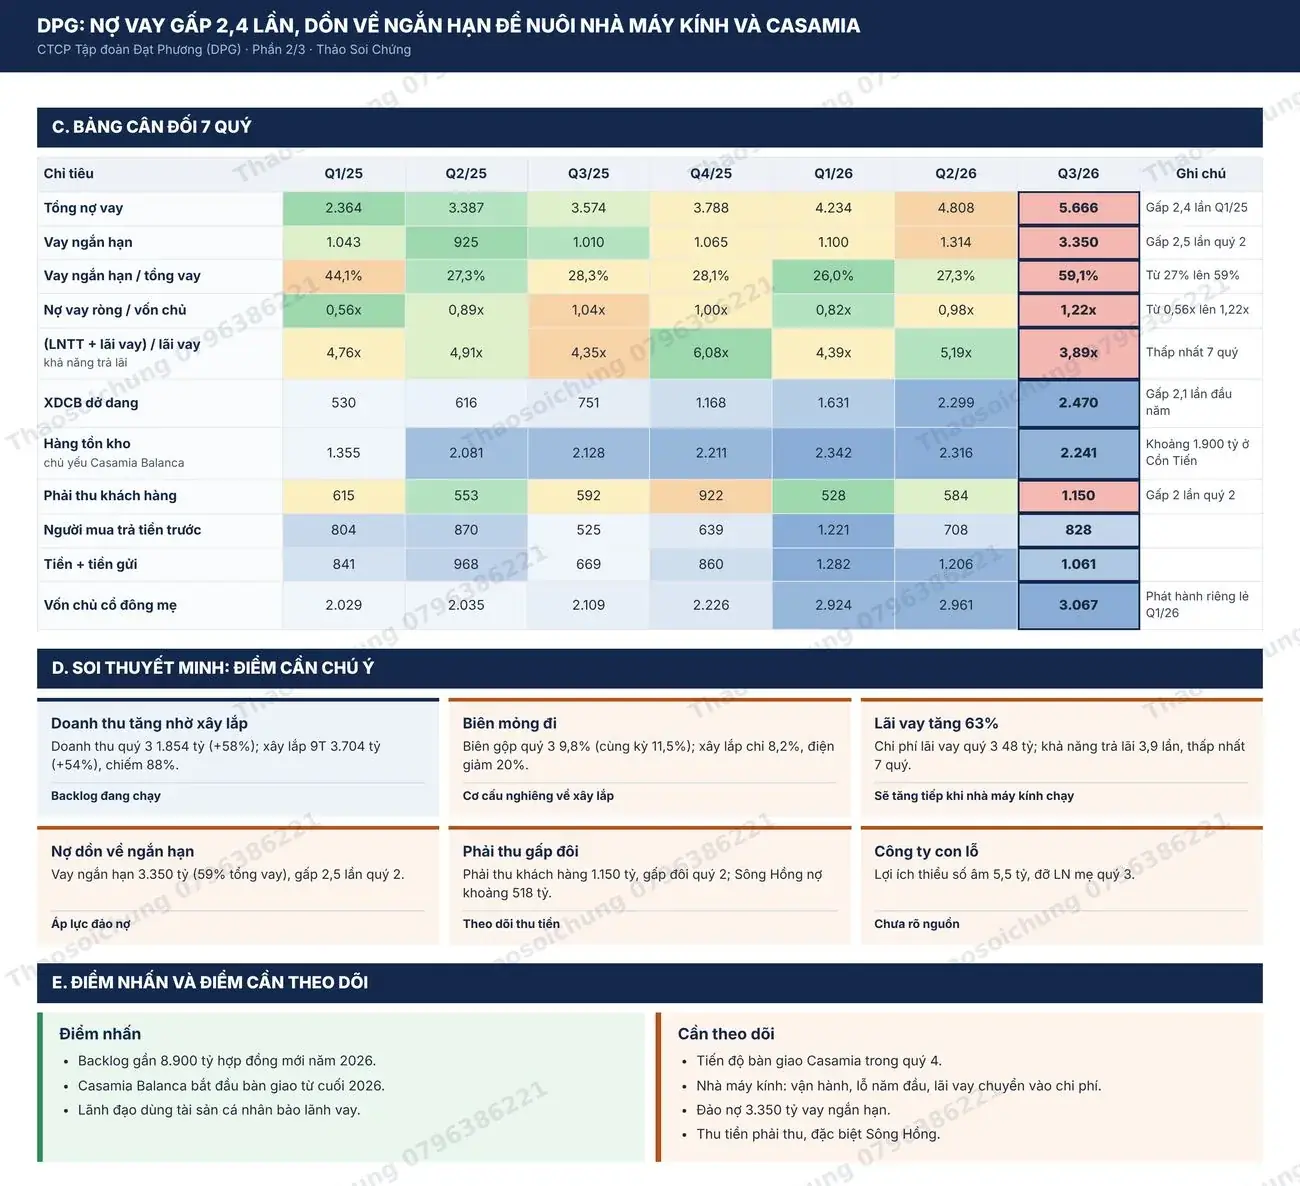 DPG: NỢ VAY GẤP 2,4 LẦN, DỒN VỀ NGẮN HẠN ĐỂ NUÔI NHÀ MÁY KÍNH VÀ CASAMIA
CTCP Tập đoàn Đạt Phương (DPG) · Phần 2/3 · Thảo Soi Chứng
C. BẢNG CÂN ĐỐI 7 QUÝ
Chỉ tiêu Q1/25 Q2/25 Q3/25 Q4/25 Q1/26 Q2/26 Q3/26 Ghi chú
Tổng nợ vay 2.364 3.387 3.574 3.788 4.234 4.808 5.666 Gấp 2,4 lần Q1/25
Vay ngắn hạn 1.043 925 1.010 1.065 1.100 1.314 3.350 Gấp 2,5 lần quý 2
Vay ngắn hạn / tổng vay 44,1% 27,3% 28,3% 28,1% 26,0% 27,3% 59,1% Từ 27% lên 59%
Nợ vay ròng / vốn chủ 0,56x 0,89x 1,04x 1,00x 0,82x 0,98x 1,22x Từ 0,56x lên 1,22x
(LNTT + lãi vay) / lãi vay
khả năng trả lãi 4,76x 4,91x 4,35x 6,08x 4,39x 5,19x 3,89x Thấp nhất 7 quý
XDCB dở dang 530 616 751 1.168 1.631 2.299 2.470 Gấp 2,1 lần đầu
năm
Hàng tồn kho
chủ yếu Casamia Balanca 1.355 2.081 2.128 2.211 2.342 2.316 2.241 Khoảng 1.900 tỷ ở
Cồn Tiến
Phải thu khách hàng 615 553 592 922 528 584 1.150 Gấp 2 lần quý 2
Người mua trả tiền trước 804 870 525 639 1.221 708 828
Tiền + tiền gửi 841 968 669 860 1.282 1.206 1.061
Vốn chủ cổ đông mẹ 2.029 2.035 2.109 2.226 2.924 2.961 3.067 Phát hành riêng lẻ
Q1/26
D. SOI THUYẾT MINH: ĐIỂM CẦN CHÚ Ý
Doanh thu tăng nhờ xây lắp
Doanh thu quý 3 1.854 tỷ (+58%); xây lắp 9T 3.704 tỷ
(+54%), chiếm 88%.
Backlog đang chạy
Biên mỏng đi
Biên gộp quý 3 9,8% (cùng kỳ 11,5%); xây lắp chỉ 8,2%, điện
giảm 20%.
Cơ cấu nghiêng về xây lắp
Lãi vay tăng 63%
Chi phí lãi vay quý 3 48 tỷ; khả năng trả lãi 3,9 lần, thấp nhất
7 quý.
Sẽ tăng tiếp khi nhà máy kính chạy
Nợ dồn về ngắn hạn
Vay ngắn hạn 3.350 tỷ (59% tổng vay), gấp 2,5 lần quý 2.
Áp lực đảo nợ
Phải thu gấp đôi
Phải thu khách hàng 1.150 tỷ, gấp đôi quý 2; Sông Hồng nợ
khoảng 518 tỷ.
Theo dõi thu tiền
Công ty con lỗ
Lợi ích thiểu số âm 5,5 tỷ, đỡ LN mẹ quý 3.
Chưa rõ nguồn
E. ĐIỂM NHẤN VÀ ĐIỂM CẦN THEO DÕI
Điểm nhấn
• Backlog gần 8.900 tỷ hợp đồng mới năm 2026.
• Casamia Balanca bắt đầu bàn giao từ cuối 2026.
• Lãnh đạo dùng tài sản cá nhân bảo lãnh vay.
Cần theo dõi
• Tiến độ bàn giao Casamia trong quý 4.
• Nhà máy kính: vận hành, lỗ năm đầu, lãi vay chuyển vào chi phí.
• Đảo nợ 3.350 tỷ vay ngắn hạn.
• Thu tiền phải thu, đặc biệt Sông Hồng.
Thaosoichung 0796386221